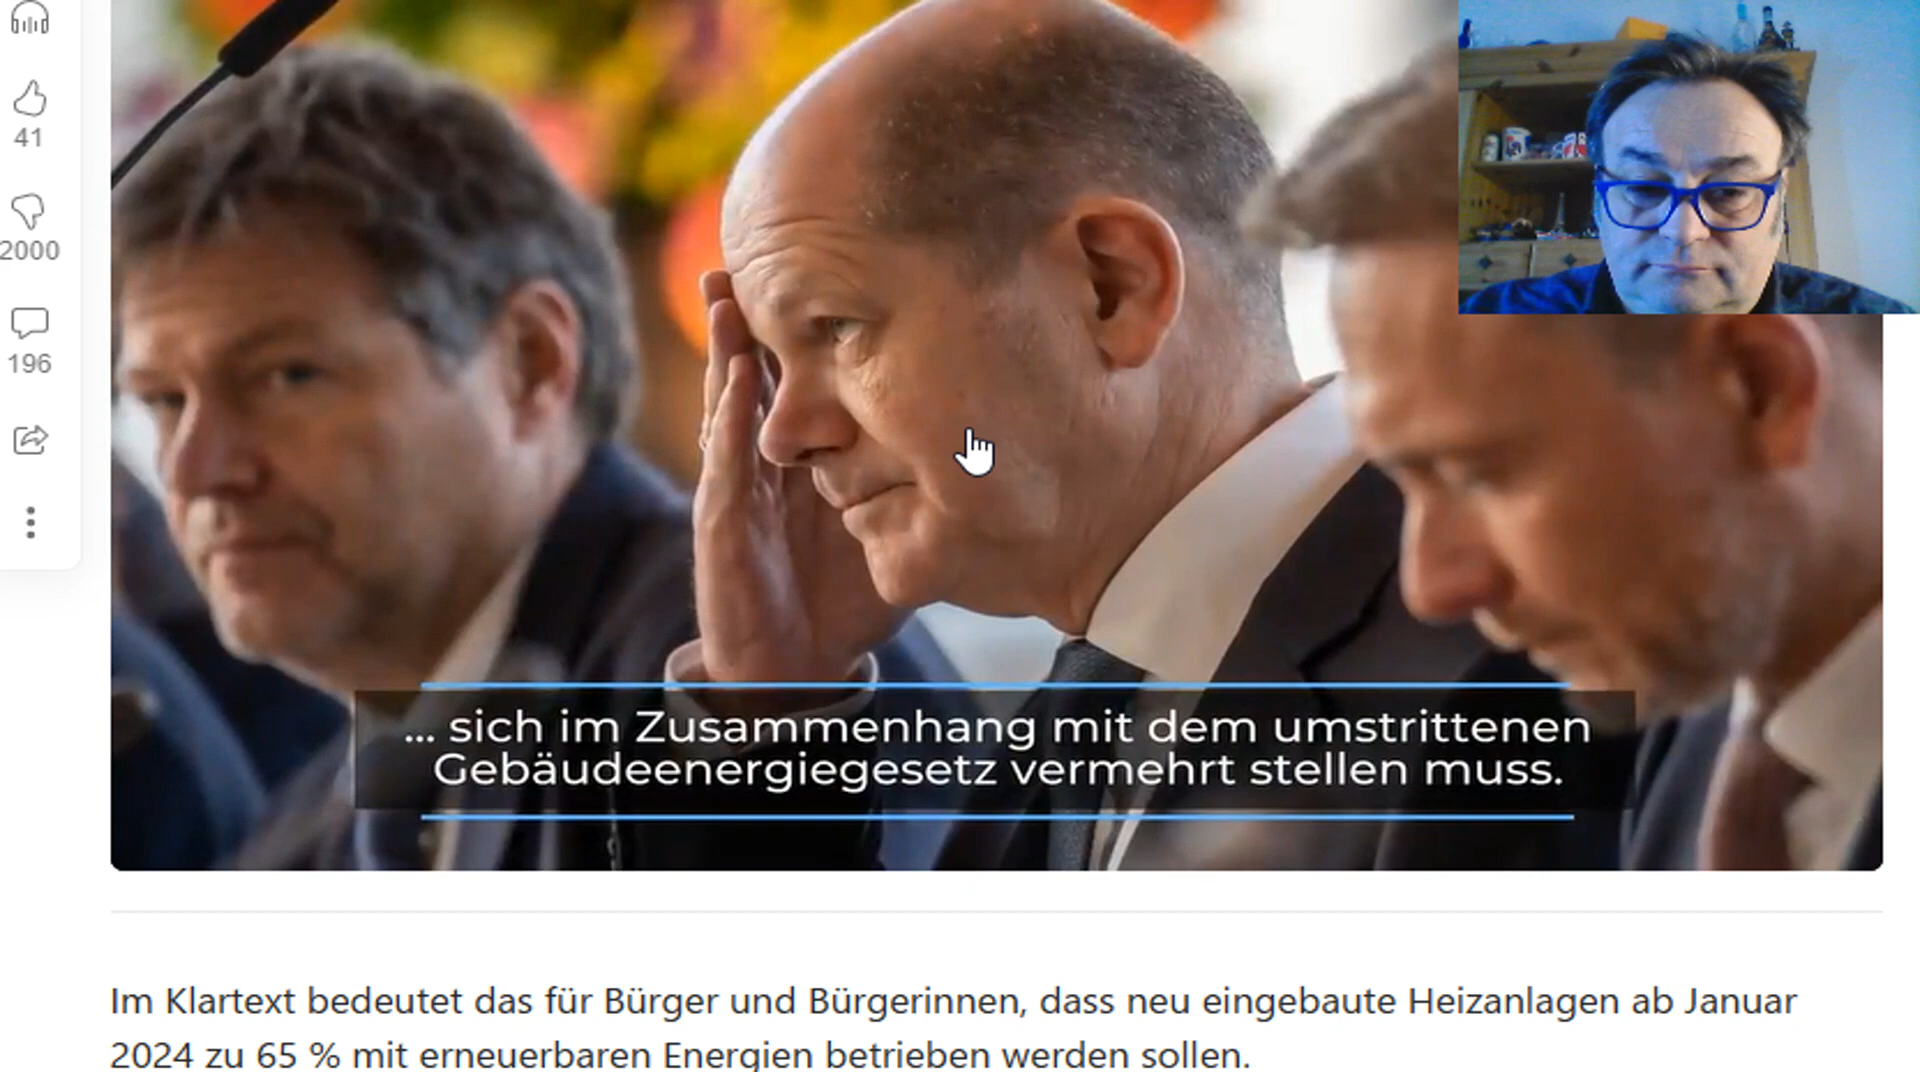 41
2000
196
... sich im Zusammenhang mit dem umstrittenen
Gebäudeenergiegesetz vermehrt stellen muss.
Im Klartext bedeutet das für Bürger und Bürgerinnen, dass neu eingebaute Heizanlagen ab Januar
2024 zu 65 % mit erneuerbaren Energien betrieben werden sollen.